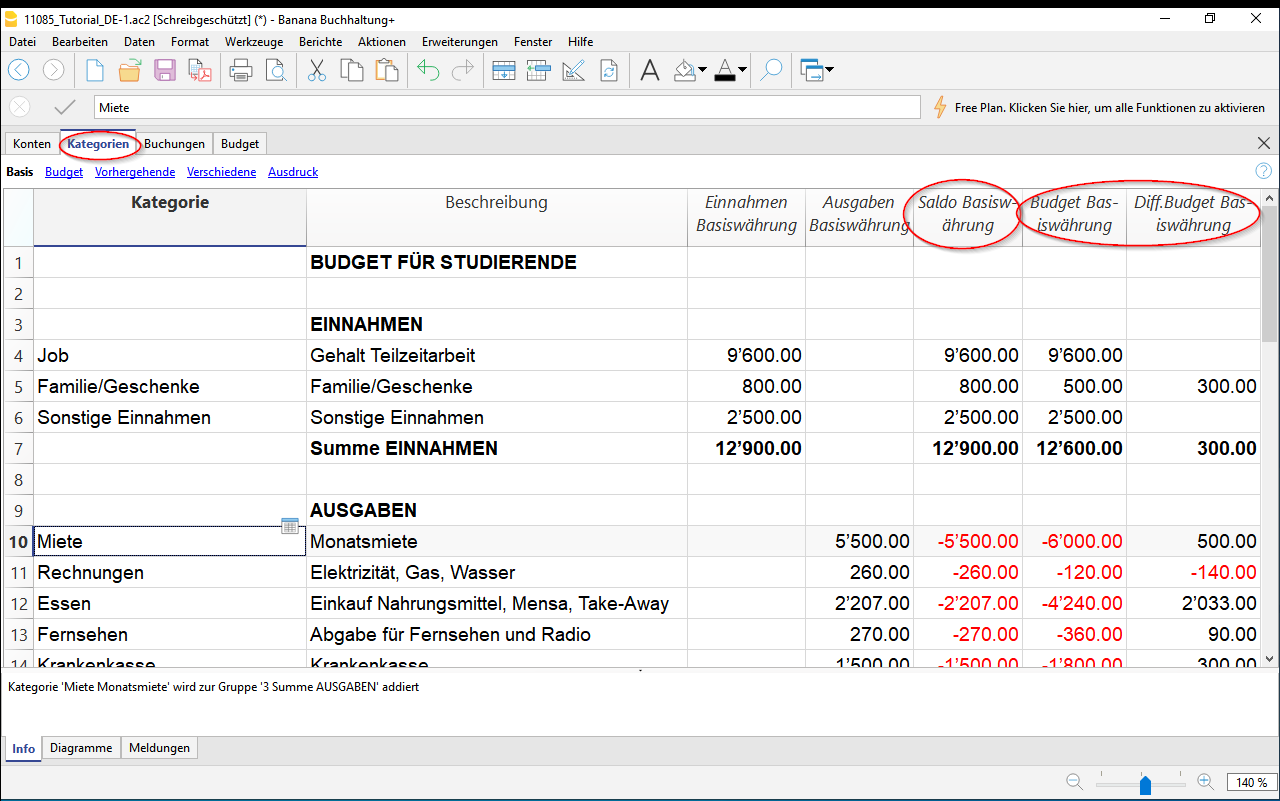 11085_Tutorial_DE-1.ac2 [Schreibgeschützt] (*) - Banana Buchhaltung+
Datei Bearbeiten Daten Format Werkzeuge Berichte Aktionen Erweiterungen Fenster Hilfe
Miete
Free Plan. Klicken Sie hier, um alle Funktionen zu aktivieren
Konten Kategorien Buchungen Budget
Basis Budget Vorhergehende Verschiedene Ausdruck
Kategorie Beschreibung Einnahmen Ausgaben Saldo Basisw- Budget Bas- Diff.Budget Bas-
Basiswährung Basiswährung ährung iswährung iswährung
1 BUDGET FÜR STUDIERENDE
2
3 EINNAHMEN
4 Job Gehalt Teilzeitarbeit 9’600.00 9’600.00 9’600.00
5 Familie/Geschenke Familie/Geschenke 800.00 800.00 500.00 300.00
6 Sonstige Einnahmen Sonstige Einnahmen 2’500.00 2’500.00 2’500.00
7 Summe EINNAHMEN 12’900.00 12’900.00 12’600.00 300.00
8
9 AUSGABEN
10 Miete Monatsmiete 5’500.00 -5’500.00 -6’000.00 500.00
11 Rechnungen Elektrizität, Gas, Wasser 260.00 -260.00 -120.00 -140.00
12 Essen Einkauf Nahrungsmittel, Mensa, Take-Away 2’207.00 -2’207.00 -4’240.00 2’033.00
13 Fernsehen Abgabe für Fernsehen und Radio 270.00 -270.00 -360.00 90.00
14 Krankenkasse Krankenkasse 1’500.00 -1’500.00 -1’800.00 300.00
Kategorie 'Miete Monatsmiete' wird zur Gruppe '3 Summe AUSGABEN' addiert
Info Diagramme Meldungen
140 %